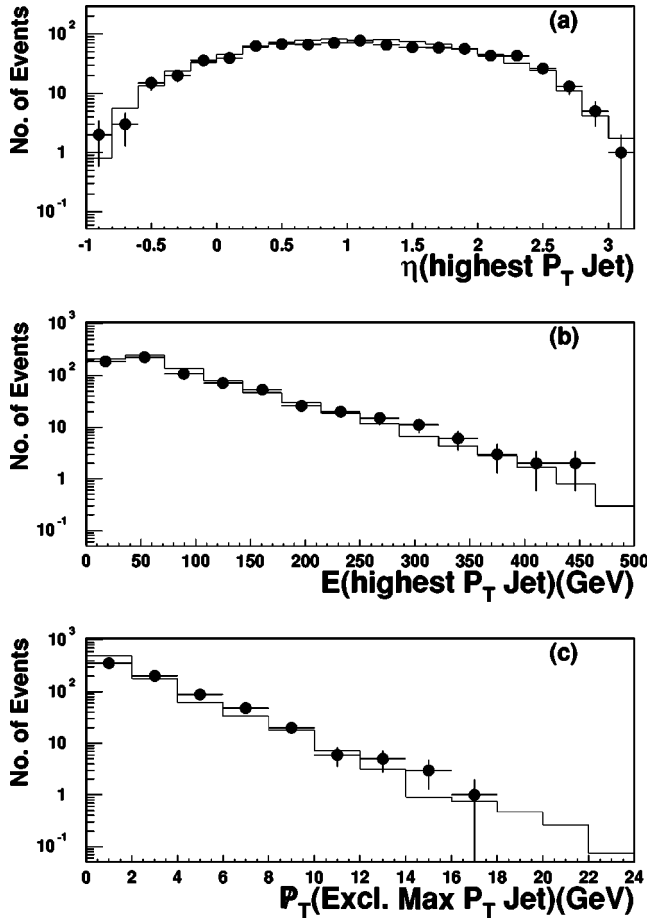 (a)
No. of Events
10²
10
1
10⁻¹
-1 -0.5 0 0.5 1 1.5 2 2.5 3
η(highest P_T Jet)
(b)
No. of Events
10³
10²
10
1
10⁻¹
0 50 100 150 200 250 300 350 400 450 500
E(highest P_T Jet)(GeV)
(c)
No. of Events
10³
10²
10
1
10⁻¹
0 2 4 6 8 10 12 14 16 18 20 22 24
P̸_T(Excl. Max P_T Jet)(GeV)